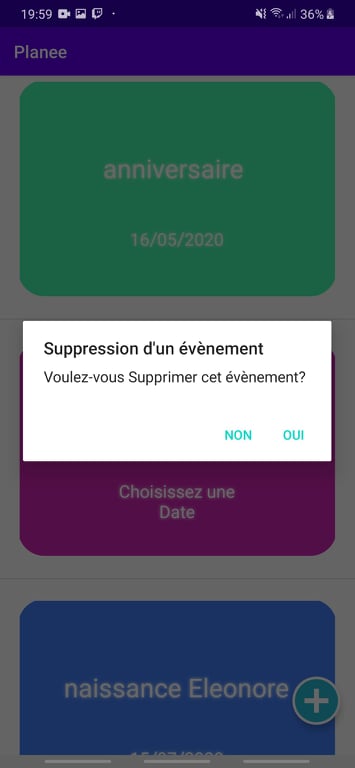 19:59
36%
Planee
anniversaire
16/05/2020
Suppression d'un évènement
Voulez-vous Supprimer cet évènement?
NON OUI
Choisissez une
Date
naissance Eleonore